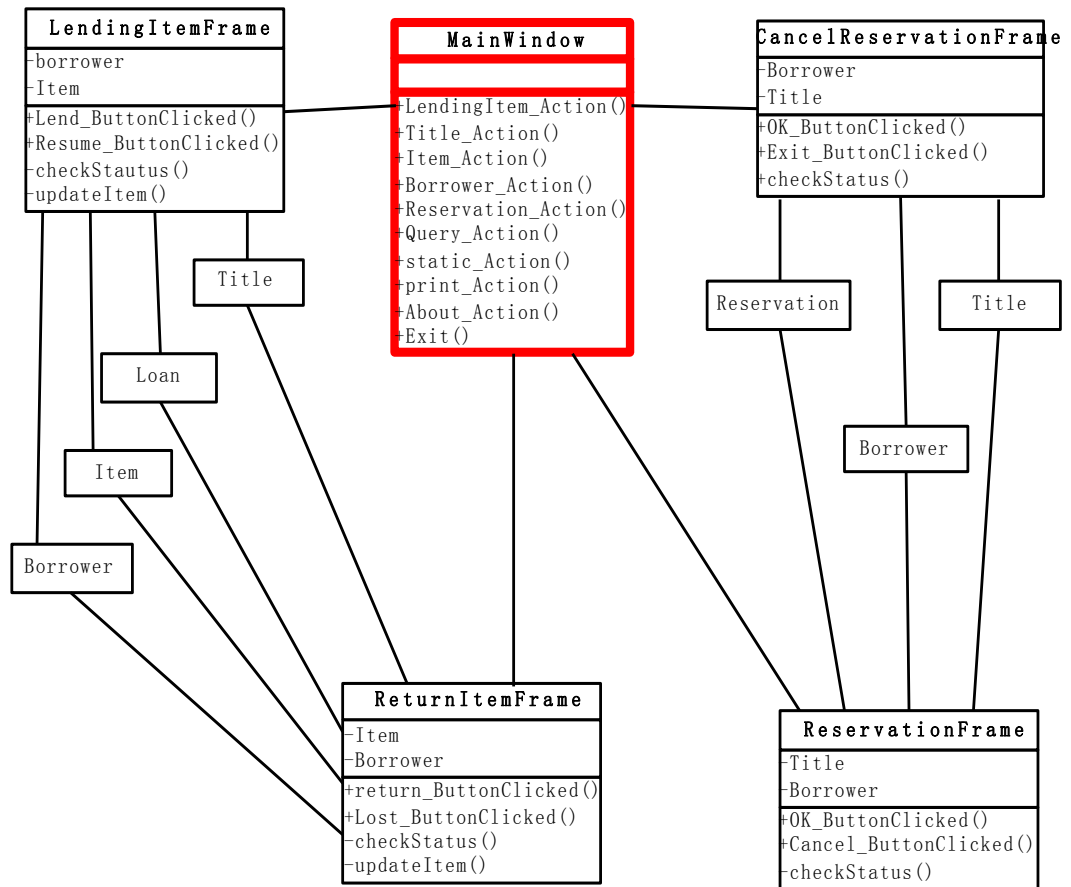 LendingItemFrame
-borrower
-Item
+Lend_ButtonClicked()
+Resume_ButtonClicked()
-checkStautus()
-updateItem()
MainWindow
+LendingItem_Action()
+Title_Action()
+Item_Action()
+Borrower_Action()
+Reservation_Action()
+Query_Action()
+static_Action()
+print_Action()
+About_Action()
+Exit()
CancelReservationFrame
-Borrower
-Title
+OK_ButtonClicked()
+Exit_ButtonClicked()
+checkStatus()
Title
Loan
Item
Borrower
Reservation
Title
Borrower
ReturnItemFrame
-Item
-Borrower
+return_ButtonClicked()
+Lost_ButtonClicked()
-checkStatus()
-updateItem()
ReservationFrame
-Title
-Borrower
+OK_ButtonClicked()
+Cancel_ButtonClicked()
-checkStatus()